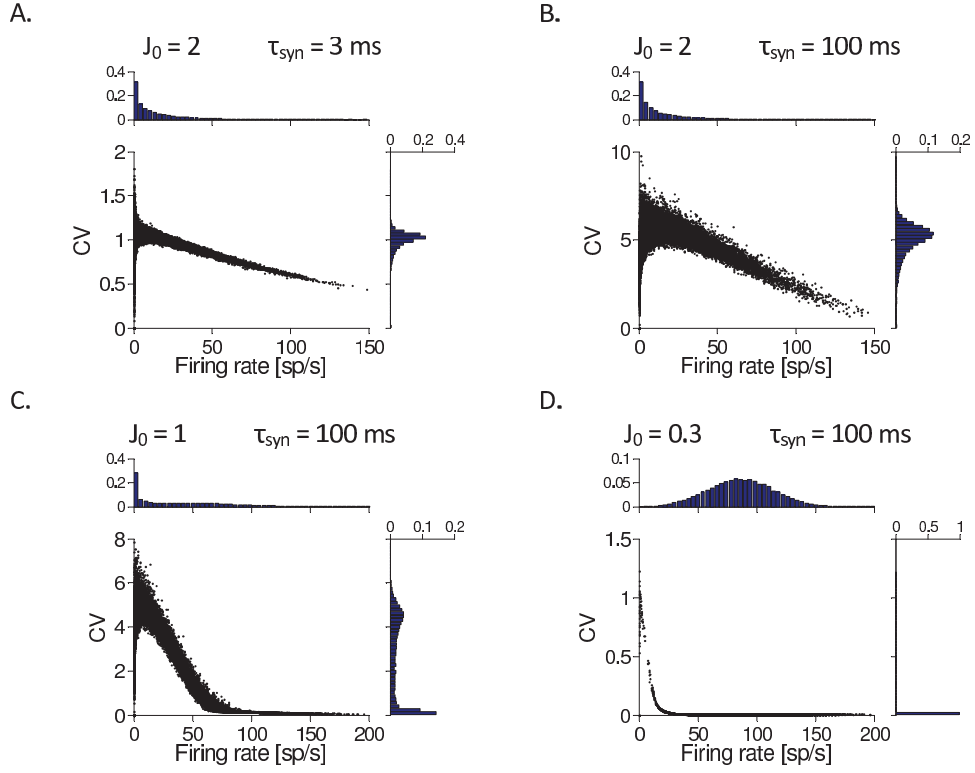 A.
J0 = 2 τsyn = 3 ms
0.4
0.2
0
0 50 100 150
0 0.2 0.4
2
1.5
1
0.5
0
CV
0 50 100 150
Firing rate [sp/s]
B.
J0 = 2 τsyn = 100 ms
0.4
0.2
0
0 0.1 0.2
10
5
0
CV
0 50 100 150
Firing rate [sp/s]
C.
J0 = 1 τsyn = 100 ms
0.4
0.2
0
0 0.1 0.2
8
6
4
2
0
CV
0 50 100 150 200
Firing rate [sp/s]
D.
J0 = 0.3 τsyn = 100 ms
0.1
0.05
0
0 0.5 1
1.5
1
0.5
0
CV
0 50 100 150 200
Firing rate [sp/s]